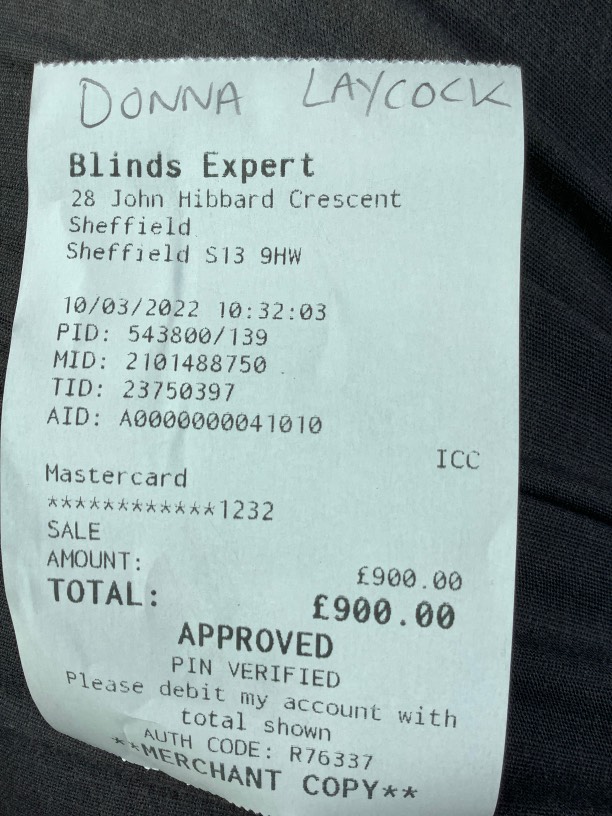 DONNA LAYCOCK
Blinds Expert
28 John Hibbard Crescent
Sheffield
Sheffield S13 9HW
10/03/2022 10:32:03
PID: 543800/139
MID: 2101488750
TID: 23750397
AID: A0000000041010
ICC
Mastercard
************1232
SALE
AMOUNT: £900.00
TOTAL: £900.00
APPROVED
PIN VERIFIED
Please debit my account with
total shown
AUTH CODE: R76337
**MERCHANT COPY**